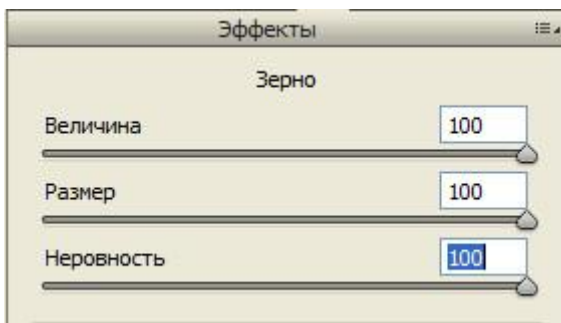 Эффекты
Зерно
Величина 100
Размер 100
Неровность 100